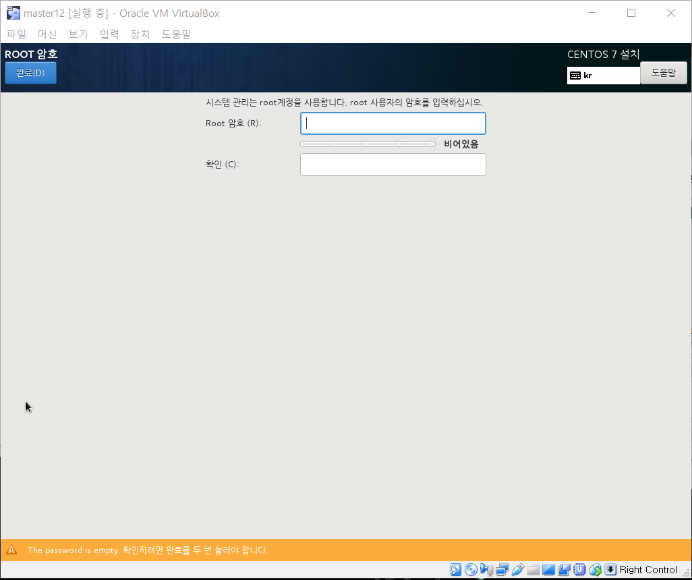 master12 [실행 중] - Oracle VM VirtualBox
파일 머신 보기 입력 장치 도움말
ROOT 암호
CENTOS 7 설치
완료(D)
kr
도움말
시스템 관리는 root계정을 사용합니다. root 사용자의 암호를 입력하십시오.
Root 암호 (R):
비어있음
확인 (C):
The password is empty. 확인하려면 완료를 두 번 눌러야 합니다.
Right Control